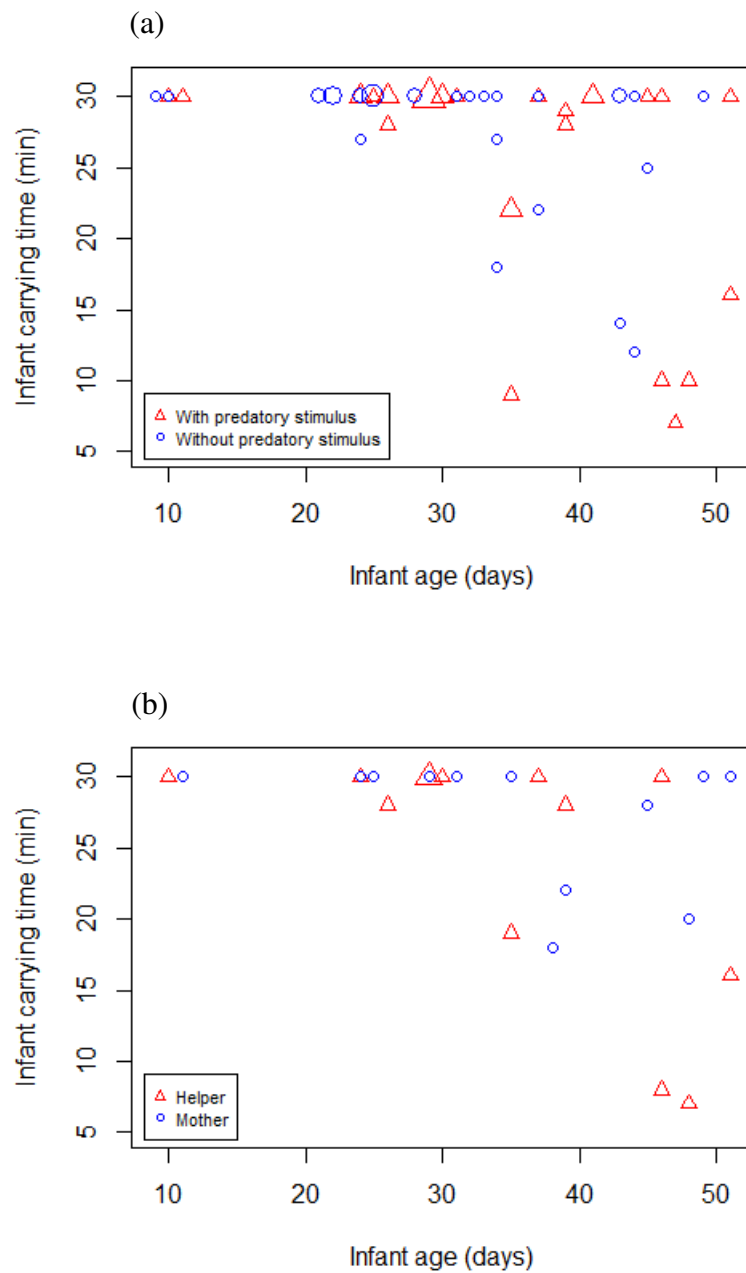 (a)
30
25
20
15
10
5
Infant carrying time (min)
With predatory stimulus
Without predatory stimulus
10 20 30 40 50
Infant age (days)
(b)
30
25
20
15
10
5
Infant carrying time (min)
Helper
Mother
10 20 30 40 50
Infant age (days)